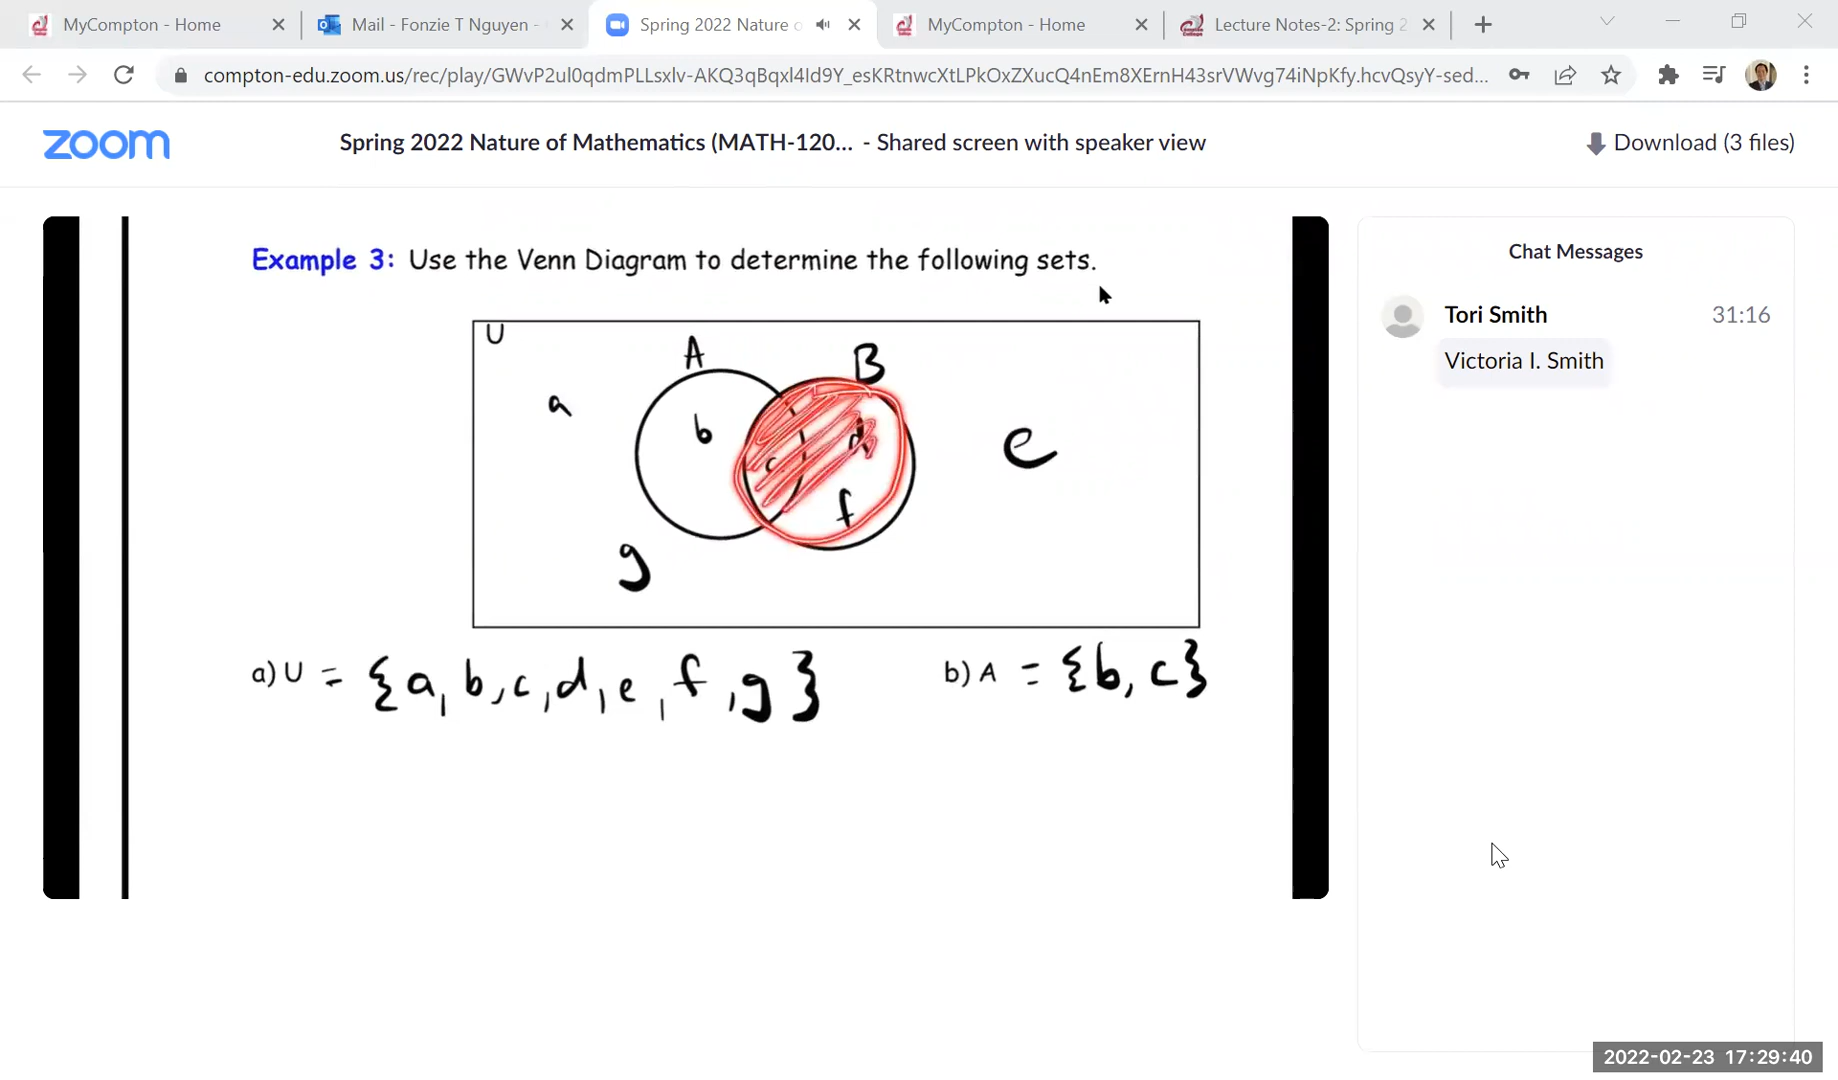 MyCompton - Home
Mail - Fonzie T Nguyen -
Spring 2022 Nature o
MyCompton - Home
Lecture Notes-2: Spring 2
compton-edu.zoom.us/rec/play/GWvP2ul0qdmPLLsxlv-AKQ3qBqxl4Id9Y_esKRtnwcXtLPkOxZXucQ4nEm8XErnH43srVWvg74iNpKfy.hcvQsyY-sed...
zoom
Spring 2022 Nature of Mathematics (MATH-120... - Shared screen with speaker view
Download (3 files)
Example 3: Use the Venn Diagram to determine the following sets.
U
A
B
a
b
c
d
e
f
g
a) U = {a, b, c, d, e, f, g}
b) A = {b, c}
Chat Messages
Tori Smith 31:16
Victoria I. Smith
2022-02-23 17:29:40